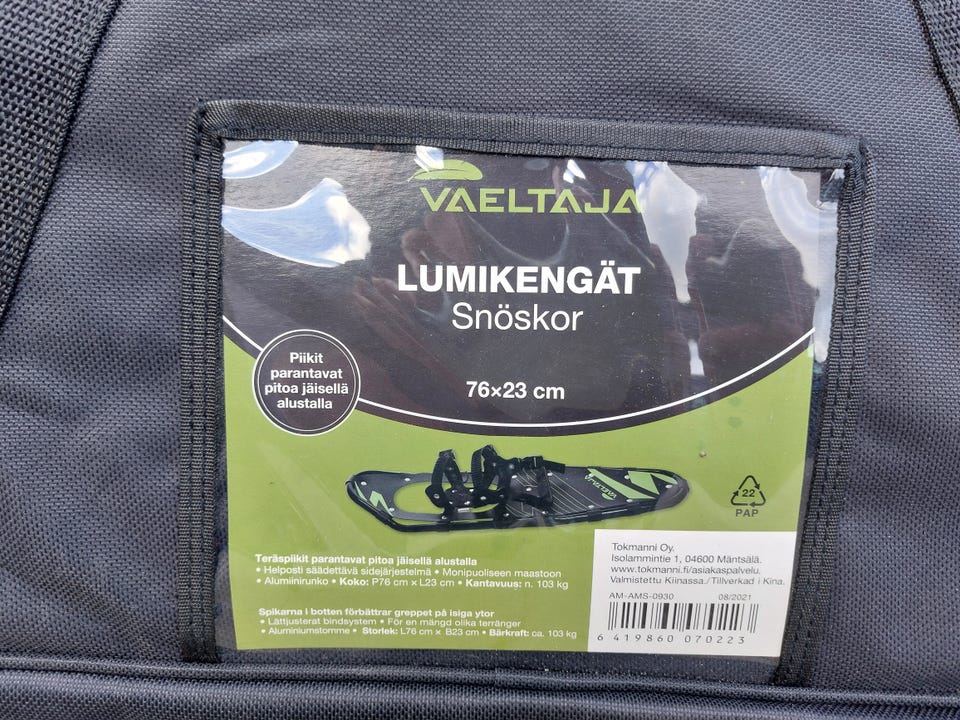 VAELTAJA
LUMIKENGÄT
Snöskor
Piikit
parantavat
pitoa jäisellä
alustalla
76×23 cm
VAELTAJA
22
PAP
Teräspiikit parantavat pitoa jäisellä alustalla
• Helposti säädettävä sidejärjestelmä • Monipuoliseen maastoon
• Alumiinirunko • Koko: P76 cm × L23 cm • Kantavuus: n. 103 kg
Spikarna i botten förbättrar greppet på isiga ytor
• Lättjusterat bindsystem • För en mängd olika terränger
• Aluminiumstomme • Storlek: L76 cm × B23 cm • Bärkraft: ca. 103 kg
Tokmanni Oy,
Isolammintie 1, 04600 Mäntsälä.
www.tokmanni.fi/asiakaspalvelu.
Valmistettu Kiinassa./Tillverkad i Kina.
AM-AMS-0930 08/2021
6 419860 070223